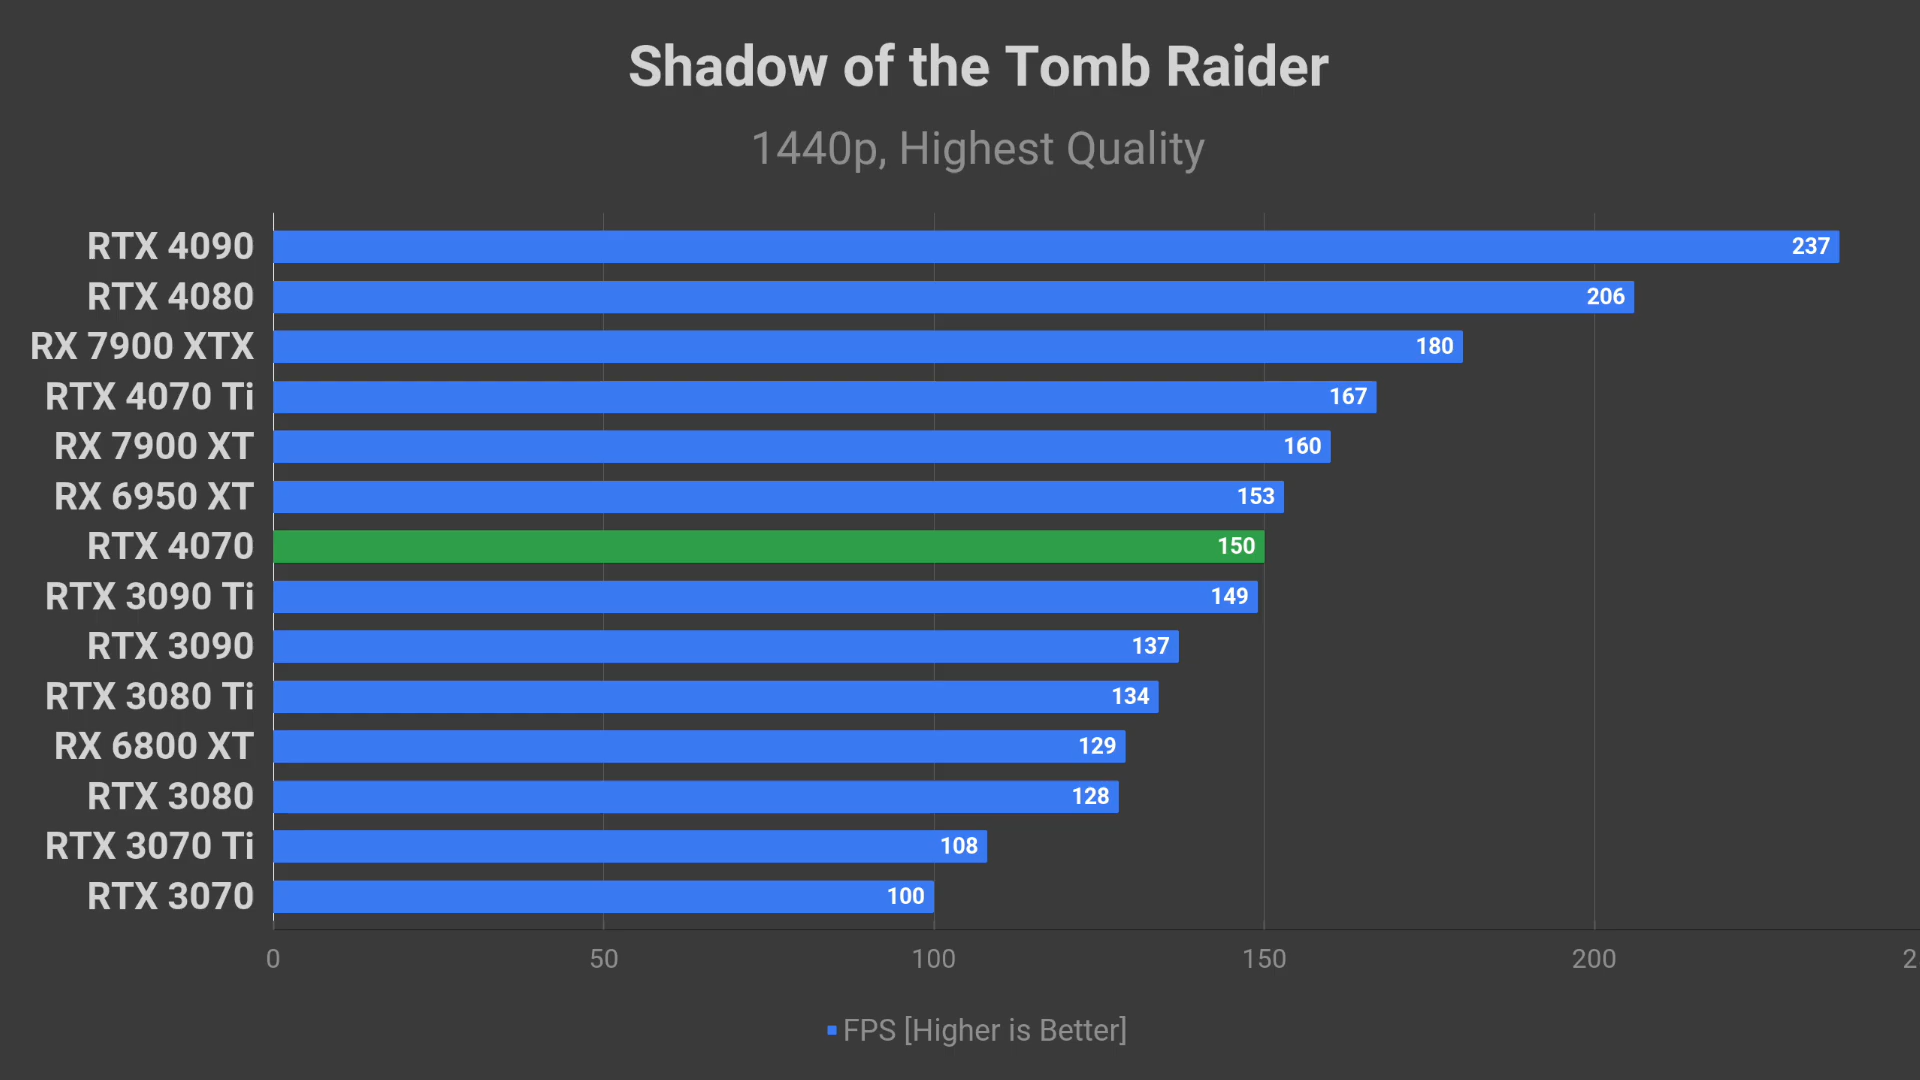 Shadow of the Tomb Raider
1440p, Highest Quality
RTX 4090 237
RTX 4080 206
RX 7900 XTX 180
RTX 4070 Ti 167
RX 7900 XT 160
RX 6950 XT 153
RTX 4070 150
RTX 3090 Ti 149
RTX 3090 137
RTX 3080 Ti 134
RX 6800 XT 129
RTX 3080 128
RTX 3070 Ti 108
RTX 3070 100
0 50 100 150 200 2
FPS [Higher is Better]